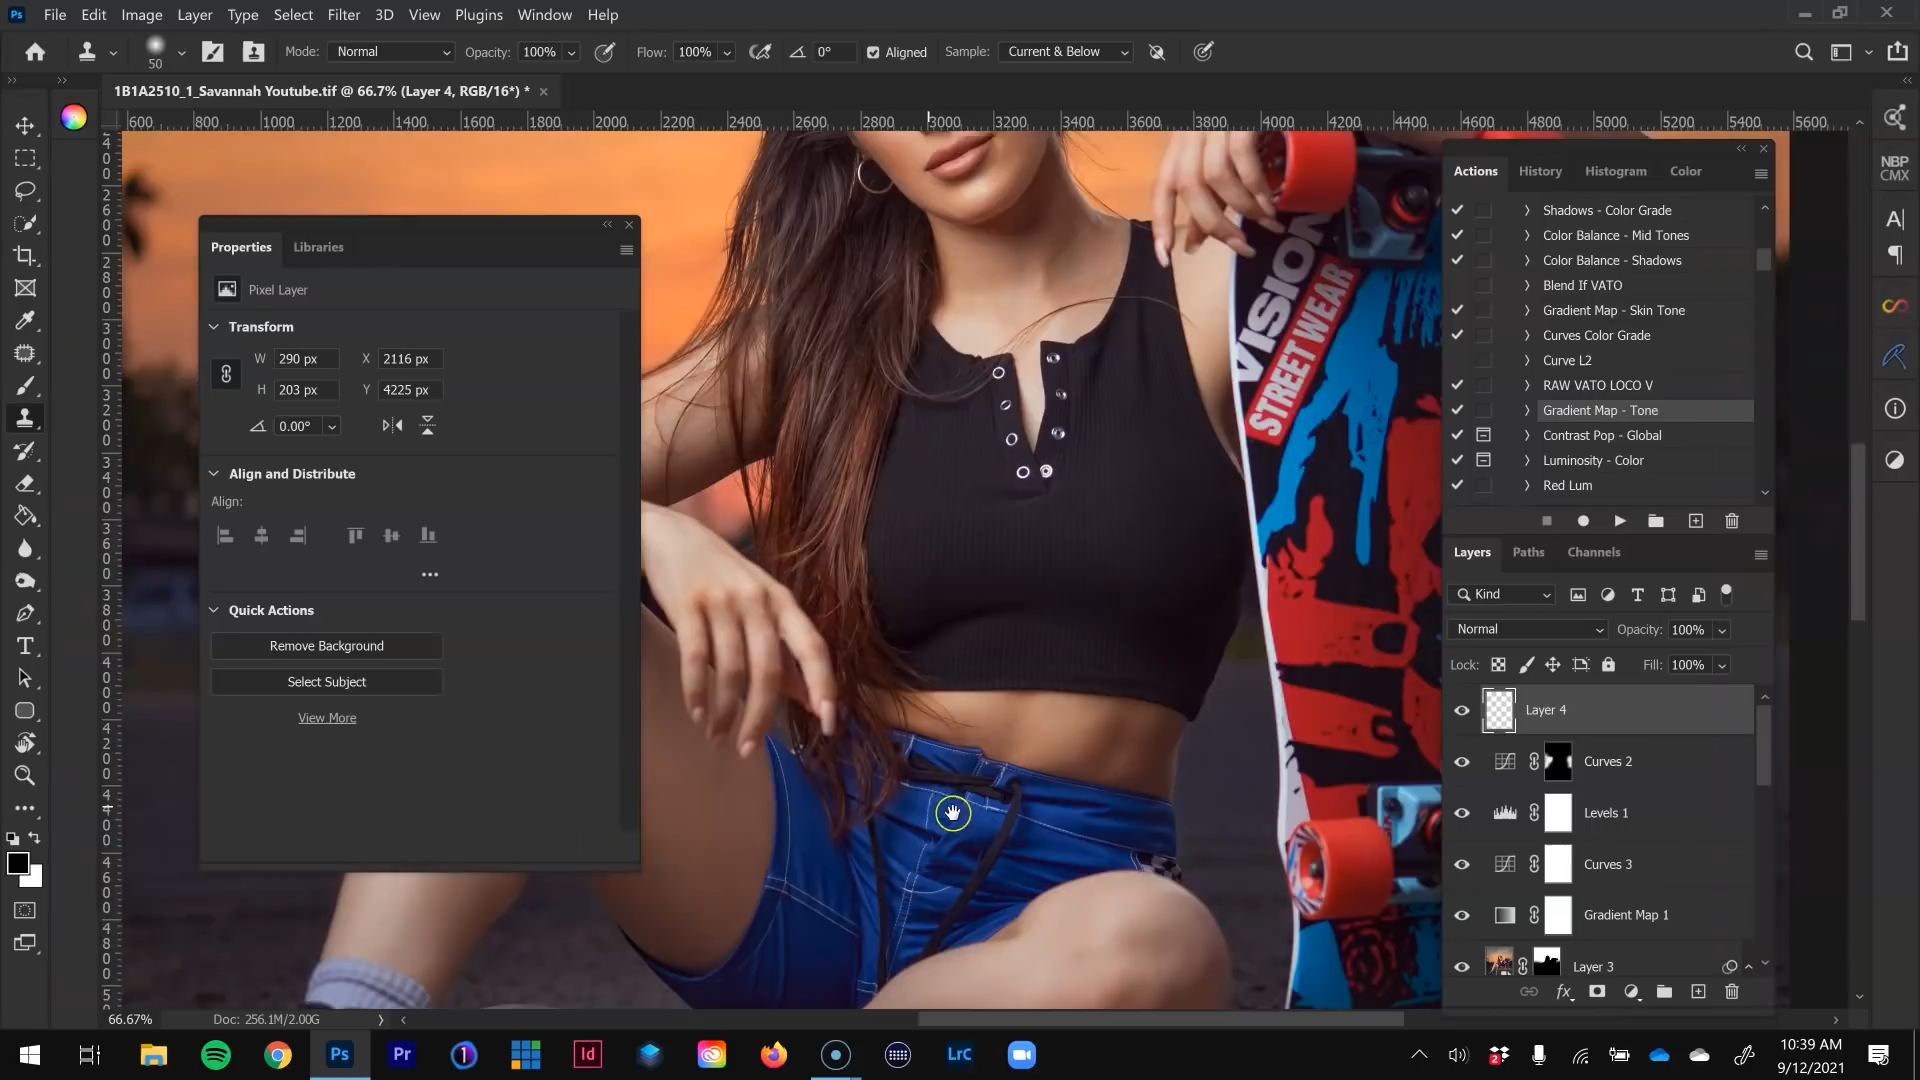 File Edit Image Layer Type Select Filter 3D View Plugins Window Help
50 Mode: Normal Opacity: 100% Flow: 100% 0° Aligned Sample: Current & Below
1B1A2510_1_Savannah Youtube.tif @ 66.7% (Layer 4, RGB/16*) *
600 800 1000 1200 1400 1600 1800 2000 2200 2400 2600 2800 3000 3200 3400 3600 3800 4000 4200 4400 4600 4800 5000 5200 5400 5600
Properties Libraries
Pixel Layer
Transform
W 290 px X 2116 px
H 203 px Y 4225 px
0.00°
Align and Distribute
Align:
Quick Actions
Remove Background
Select Subject
View More
VISION
STREET WEAR
Actions History Histogram Color
Shadows - Color Grade
Color Balance - Mid Tones
Color Balance - Shadows
Blend If VATO
Gradient Map - Skin Tone
Curves Color Grade
Curve L2
RAW VATO LOCO V
Gradient Map - Tone
Contrast Pop - Global
Luminosity - Color
Red Lum
Layers Paths Channels
Kind
Normal Opacity: 100%
Lock: Fill: 100%
Layer 4
Curves 2
Levels 1
Curves 3
Gradient Map 1
Layer 3
fx
NBP
CMX
66.67% Doc: 256.1M/2.00G
Ps Pr Id LrC
10:39 AM
9/12/2021